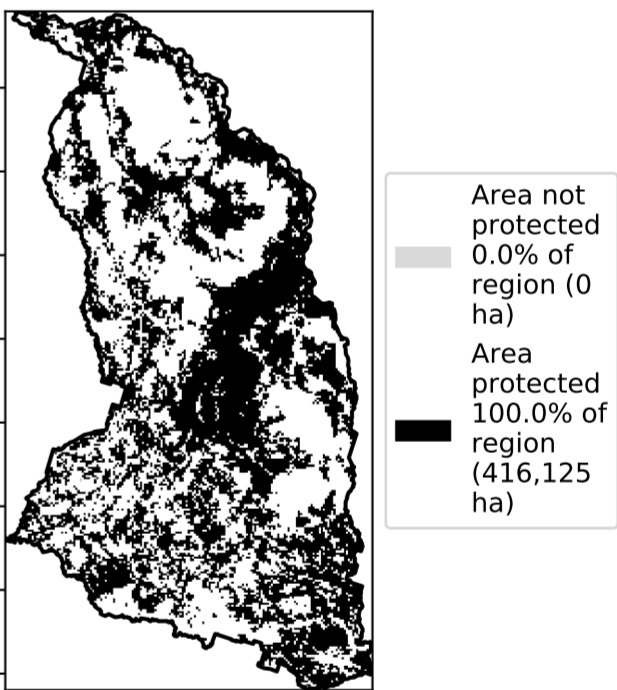 Area not
protected
0.0% of
region (0
ha)
Area
protected
100.0% of
region
(416,125
ha)